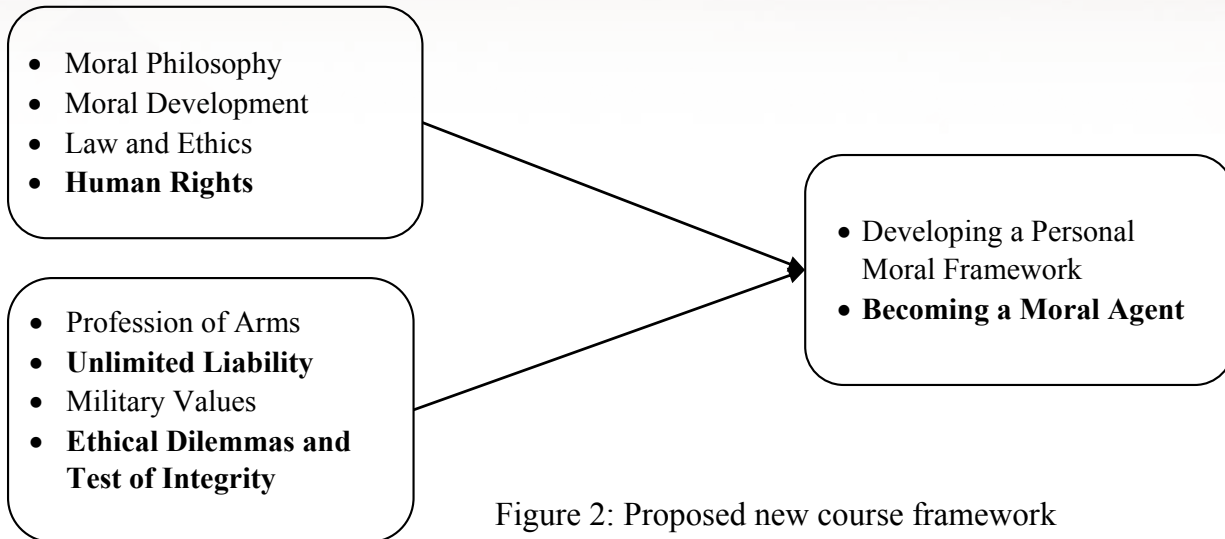 • Moral Philosophy
• Moral Development
• Law and Ethics
• Human Rights
• Profession of Arms
• Unlimited Liability
• Military Values
• Ethical Dilemmas and
Test of Integrity
• Developing a Personal
Moral Framework
• Becoming a Moral Agent
Figure 2: Proposed new course framework